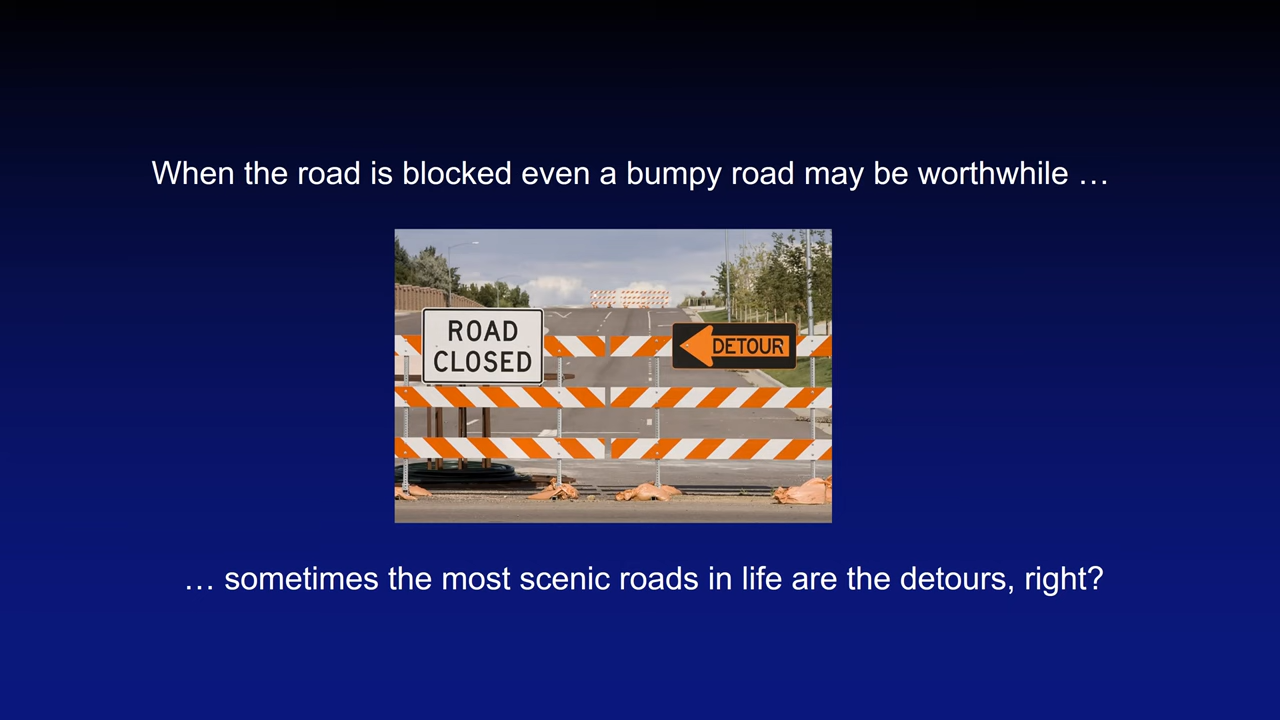 When the road is blocked even a bumpy road may be worthwhile …
ROAD
CLOSED
DETOUR
… sometimes the most scenic roads in life are the detours, right?